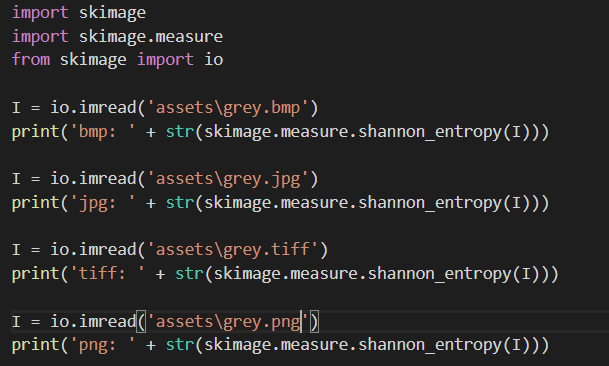 import skimage
import skimage.measure
from skimage import io
I = io.imread('assets\grey.bmp')
print('bmp: ' + str(skimage.measure.shannon_entropy(I)))
I = io.imread('assets\grey.jpg')
print('jpg: ' + str(skimage.measure.shannon_entropy(I)))
I = io.imread('assets\grey.tiff')
print('tiff: ' + str(skimage.measure.shannon_entropy(I)))
I = io.imread('assets\grey.png')
print('png: ' + str(skimage.measure.shannon_entropy(I)))